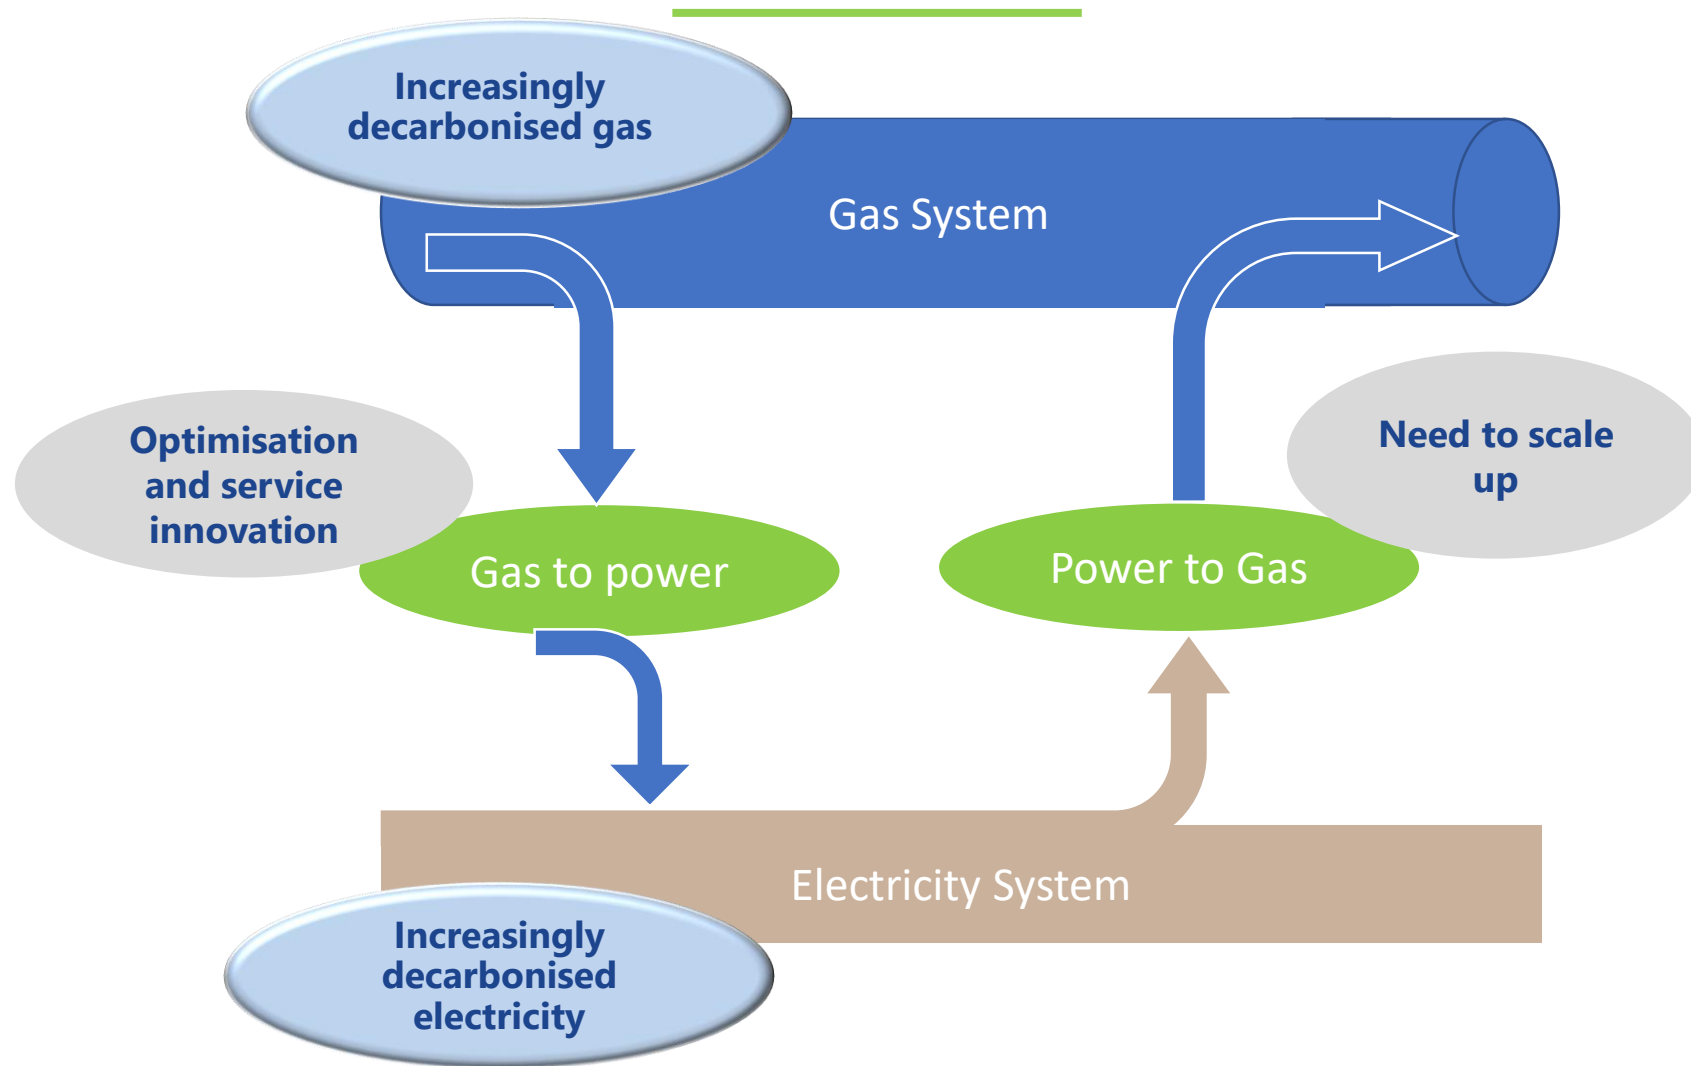 Increasingly
decarbonised gas
Gas System
Optimisation
and service
innovation
Need to scale
up
Gas to power
Power to Gas
Electricity System
Increasingly
decarbonised
electricity